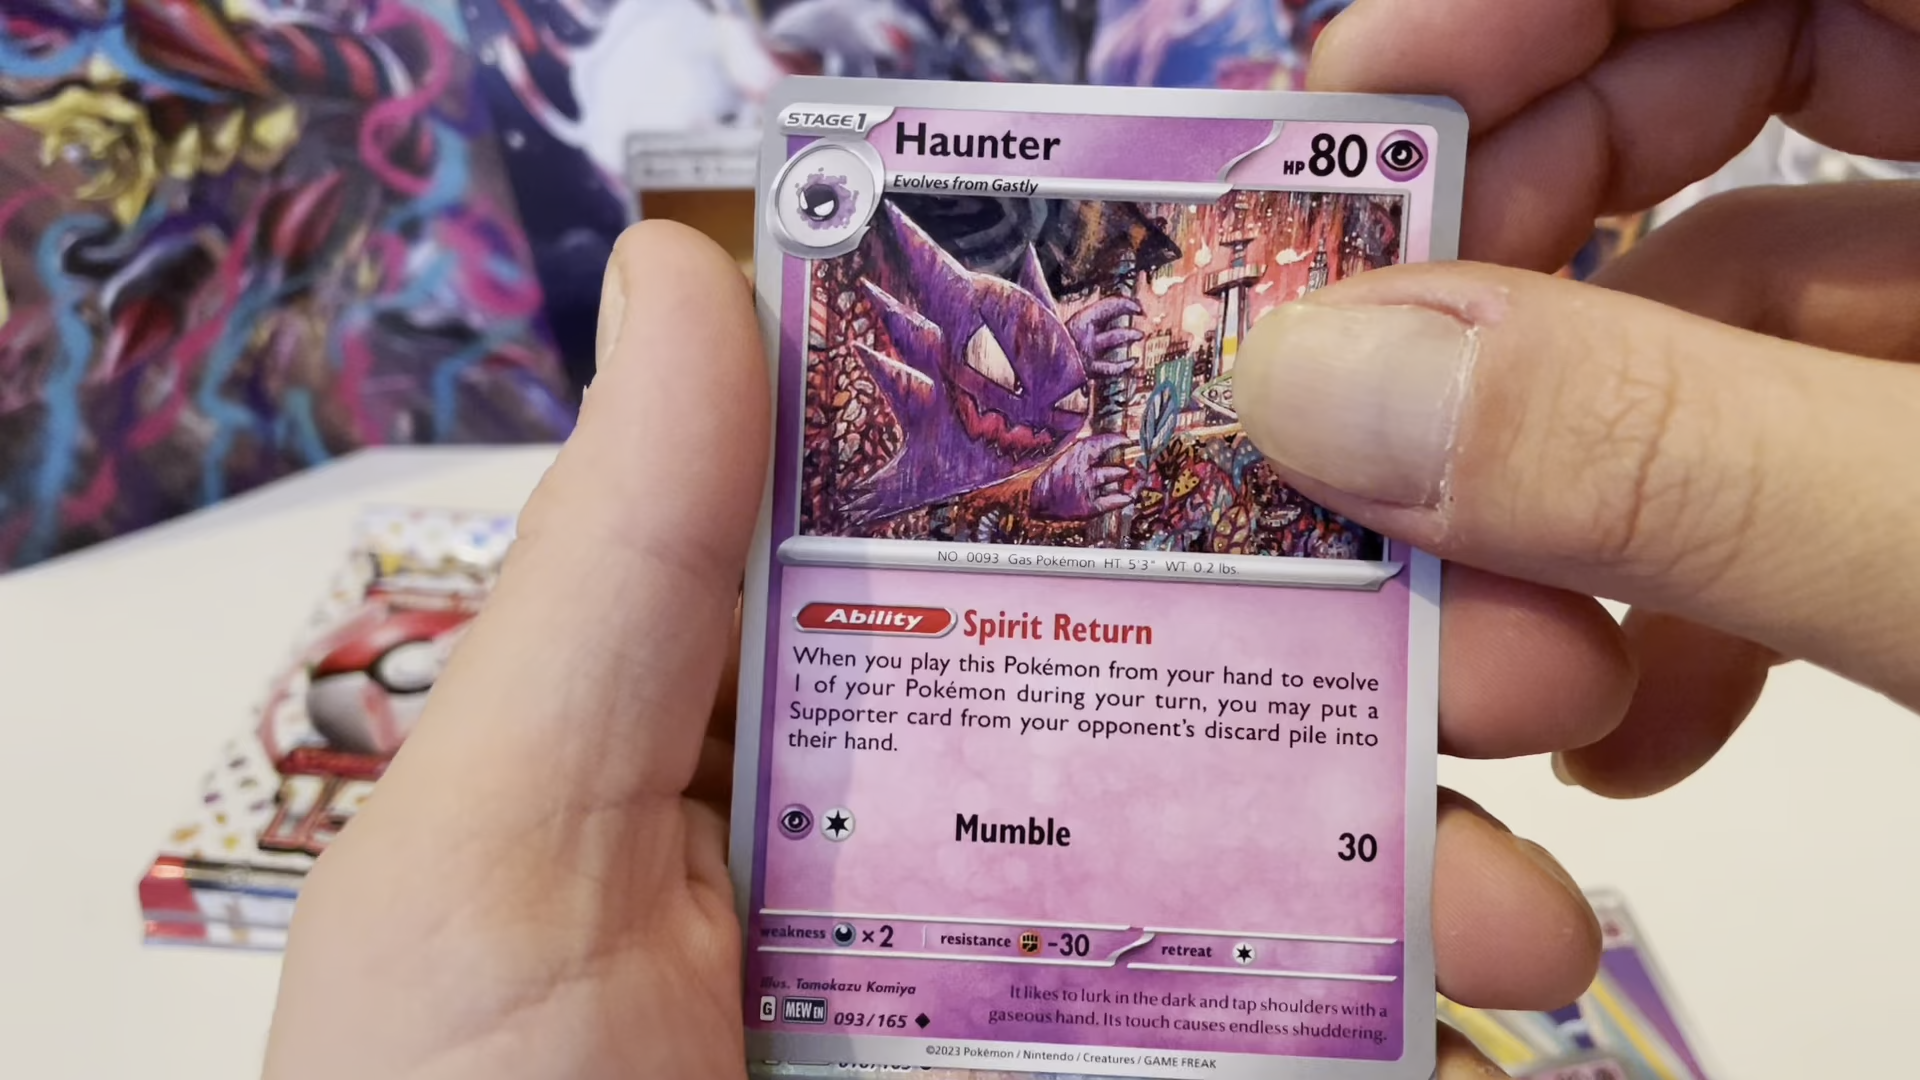 STAGE1
Haunter
HP 80
Evolves from Gastly
NO. 0093 Gas Pokémon HT. 5'3" WT. 0.2 lbs.
Ability Spirit Return
When you play this Pokémon from your hand to evolve
1 of your Pokémon during your turn, you may put a
Supporter card from your opponent's discard pile into
their hand.
Mumble 30
weakness ×2 resistance -30 retreat
Illus. Tomokazu Komiya
G MEW EN 093/165
It likes to lurk in the dark and tap shoulders with a
gaseous hand. Its touch causes endless shuddering.
©2023 Pokémon / Nintendo / Creatures / GAME FREAK